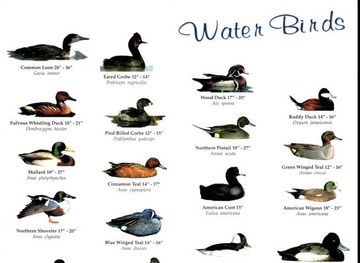 Water Birds
Common Loon 28" - 36"
Gavia immer
Eared Grebe 12" - 14"
Podiceps nigricollis
Wood Duck 17" - 20"
Aix sponsa
Ruddy Duck 14" - 16"
Oxyura jamaicensis
Fulvous Whistling Duck 18" - 21"
Dendrocygna bicolor
Pied Billed Grebe 12" - 15"
Podilymbus podiceps
Northern Pintail 18" - 27"
Anas acuta
Green Winged Teal 12" - 16"
Anas crecca
Mallard 18" - 27"
Anas platyrhynchos
Cinnamon Teal 14" - 17"
Anas cyanoptera
American Coot 15"
Fulica americana
American Wigeon 18" - 23"
Anas americana
Northern Shoveler 17" - 20"
Anas clypeata
Blue Winged Teal 14" - 16"
Anas discors